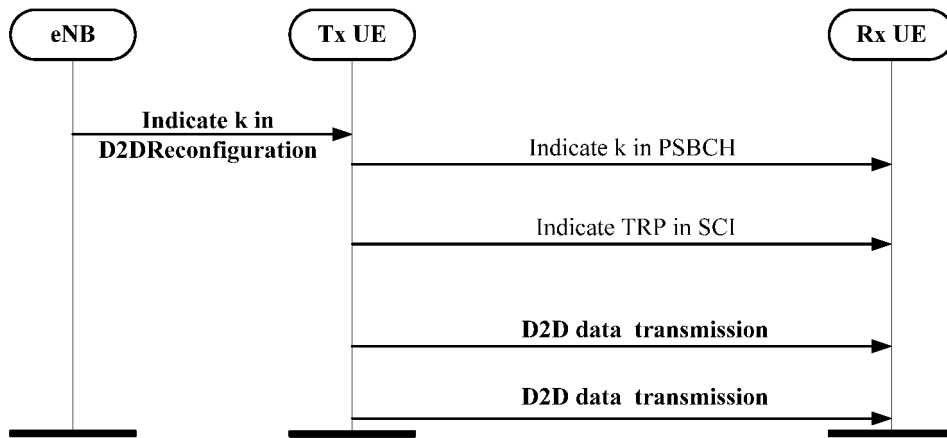 eNB
Tx UE
Rx UE
Indicate k in
D2DReconfiguration
Indicate k in PSBCH
Indicate TRP in SCI
D2D data transmission
D2D data transmission